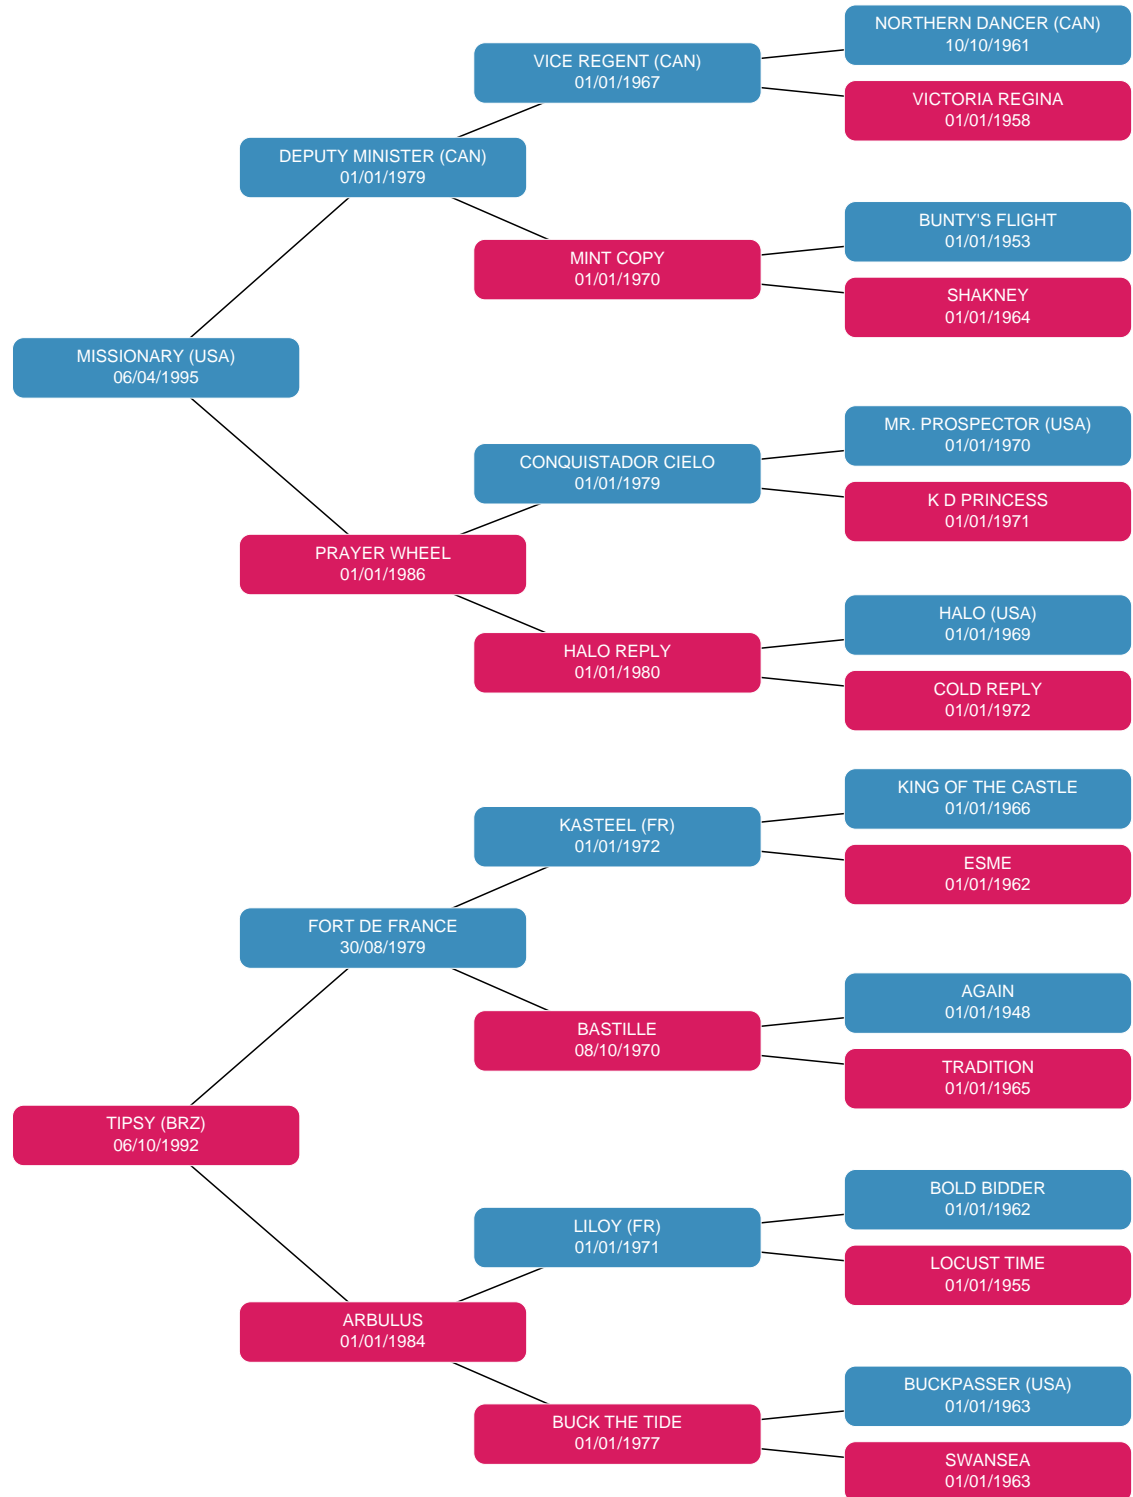 NORTHERN DANCER (CAN)
10/10/1961
VICE REGENT (CAN)
01/01/1967
VICTORIA REGINA
01/01/1958
DEPUTY MINISTER (CAN)
01/01/1979
BUNTY'S FLIGHT
01/01/1953
MINT COPY
01/01/1970
SHAKNEY
01/01/1964
MISSIONARY (USA)
06/04/1995
MR. PROSPECTOR (USA)
01/01/1970
CONQUISTADOR CIELO
01/01/1979
K D PRINCESS
01/01/1971
PRAYER WHEEL
01/01/1986
HALO (USA)
01/01/1969
HALO REPLY
01/01/1980
COLD REPLY
01/01/1972
KING OF THE CASTLE
01/01/1966
KASTEEL (FR)
01/01/1972
ESME
01/01/1962
FORT DE FRANCE
30/08/1979
AGAIN
01/01/1948
BASTILLE
08/10/1970
TRADITION
01/01/1965
TIPSY (BRZ)
06/10/1992
BOLD BIDDER
01/01/1962
LILOY (FR)
01/01/1971
LOCUST TIME
01/01/1955
ARBULUS
01/01/1984
BUCKPASSER (USA)
01/01/1963
BUCK THE TIDE
01/01/1977
SWANSEA
01/01/1963